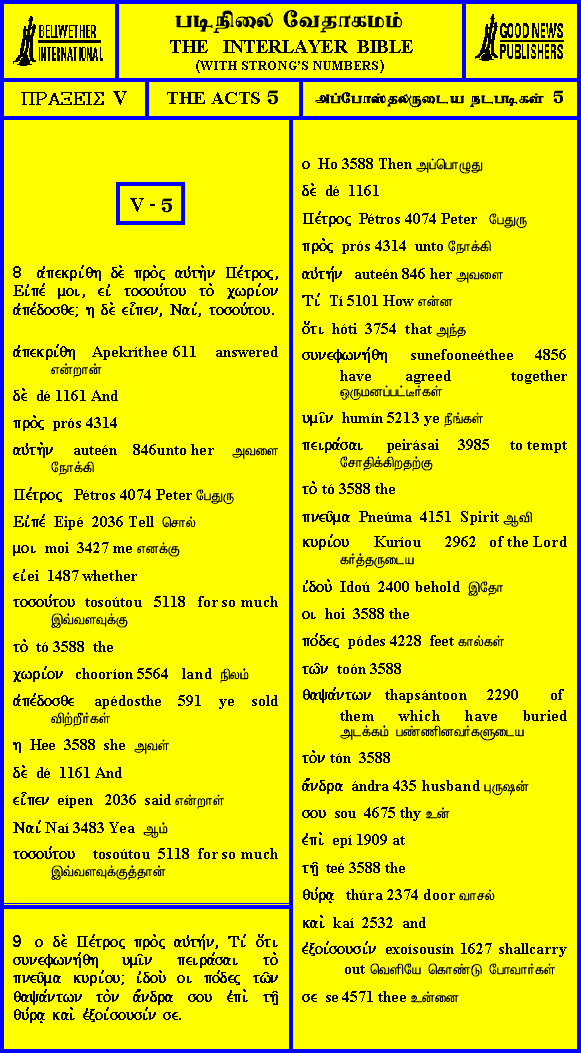 BELLWETHER
INTERNATIONAL
படிநிலை வேதாகமம்
THE INTERLAYER BIBLE
(WITH STRONG'S NUMBERS)
GOOD NEWS
PUBLISHERS
ΠΡΑΞΕΙΣ V
THE ACTS 5
அப்போஸ்தலருடைய நடபடிகள் 5
V - 5
8 ἀπεκρίθη δὲ πρὸς αὐτὴν Πέτρος,
Εἰπέ μοι, εἰ τοσούτου τὸ χωρίον
ἀπέδοσθε; η δὲ εἶπεν, Ναί, τοσούτου.
ἀπεκρίθη Apekríthee 611 answered
என்றான்
δὲ dé 1161 And
πρὸς prós 4314
αὐτὴν auteén 846unto her அவளை
நோக்கி
Πέτρος Pétros 4074 Peter பேதுரு
Εἰπέ Eipé 2036 Tell சொல்
μοι moi 3427 me எனக்கு
εἰei 1487 whether
τοσούτου tosoútou 5118 for so much
இவ்வளவுக்கு
τὸ tó 3588 the
χωρίον chooríon 5564 land நிலம்
ἀπέδοσθε apédosthe 591 ye sold
விற்றீர்கள்
η Hee 3588 she அவள்
δὲ dé 1161 And
εἶπεν eípen 2036 said என்றாள்
Ναί Naí 3483 Yea ஆம்
τοσούτου tosoútou 5118 for so much
இவ்வளவுக்குத்தான்
9 ο δὲ Πέτρος πρὸς αὐτήν, Τί ὅτι
συνεφωνήθη υμῖν πειράσαι τὸ
πνεῦμα κυρίου; ἰδοὺ οι πόδες τῶν
θαψάντων τὸν ἄνδρα σου ἐπὶ τῇ
θύρᾳ καὶ ἐξοίσουσίν σε.
ο Ho 3588 Then அப்பொழுது
δὲ dé 1161
Πέτρος Pétros 4074 Peter பேதுரு
πρὸς prós 4314 unto நோக்கி
αὐτήν auteén 846 her அவளை
Τί Tí 5101 How என்ன
ὅτι hóti 3754 that அந்த
συνεφωνήθη sunefooneéthee 4856
have agreed together
ஒருமனப்பட்டீர்கள்
υμῖν humín 5213 ye நீங்கள்
πειράσαι peirásai 3985 to tempt
சோதிக்கிறதற்கு
τὸ tó 3588 the
πνεῦμα Pneúma 4151 Spirit ஆவி
κυρίου Kuríou 2962 of the Lord
கர்த்தருடைய
ἰδοὺ Idoú 2400 behold இதோ
οι hoi 3588 the
πόδες pódes 4228 feet கால்கள்
τῶν toón 3588
θαψάντων thapsántoon 2290 of
them which have buried
அடக்கம் பண்ணினவர்களுடைய
τὸν tón 3588
ἄνδρα ándra 435 husband புருஷன்
σου sou 4675 thy உன்
ἐπὶ epí 1909 at
τῇ teé 3588 the
θύρᾳ thúra 2374 door வாசல்
καὶ kaí 2532 and
ἐξοίσουσίν exoísousín 1627 shallcarry
out வெளியே கொண்டு போவார்கள்
σε se 4571 thee உன்னை